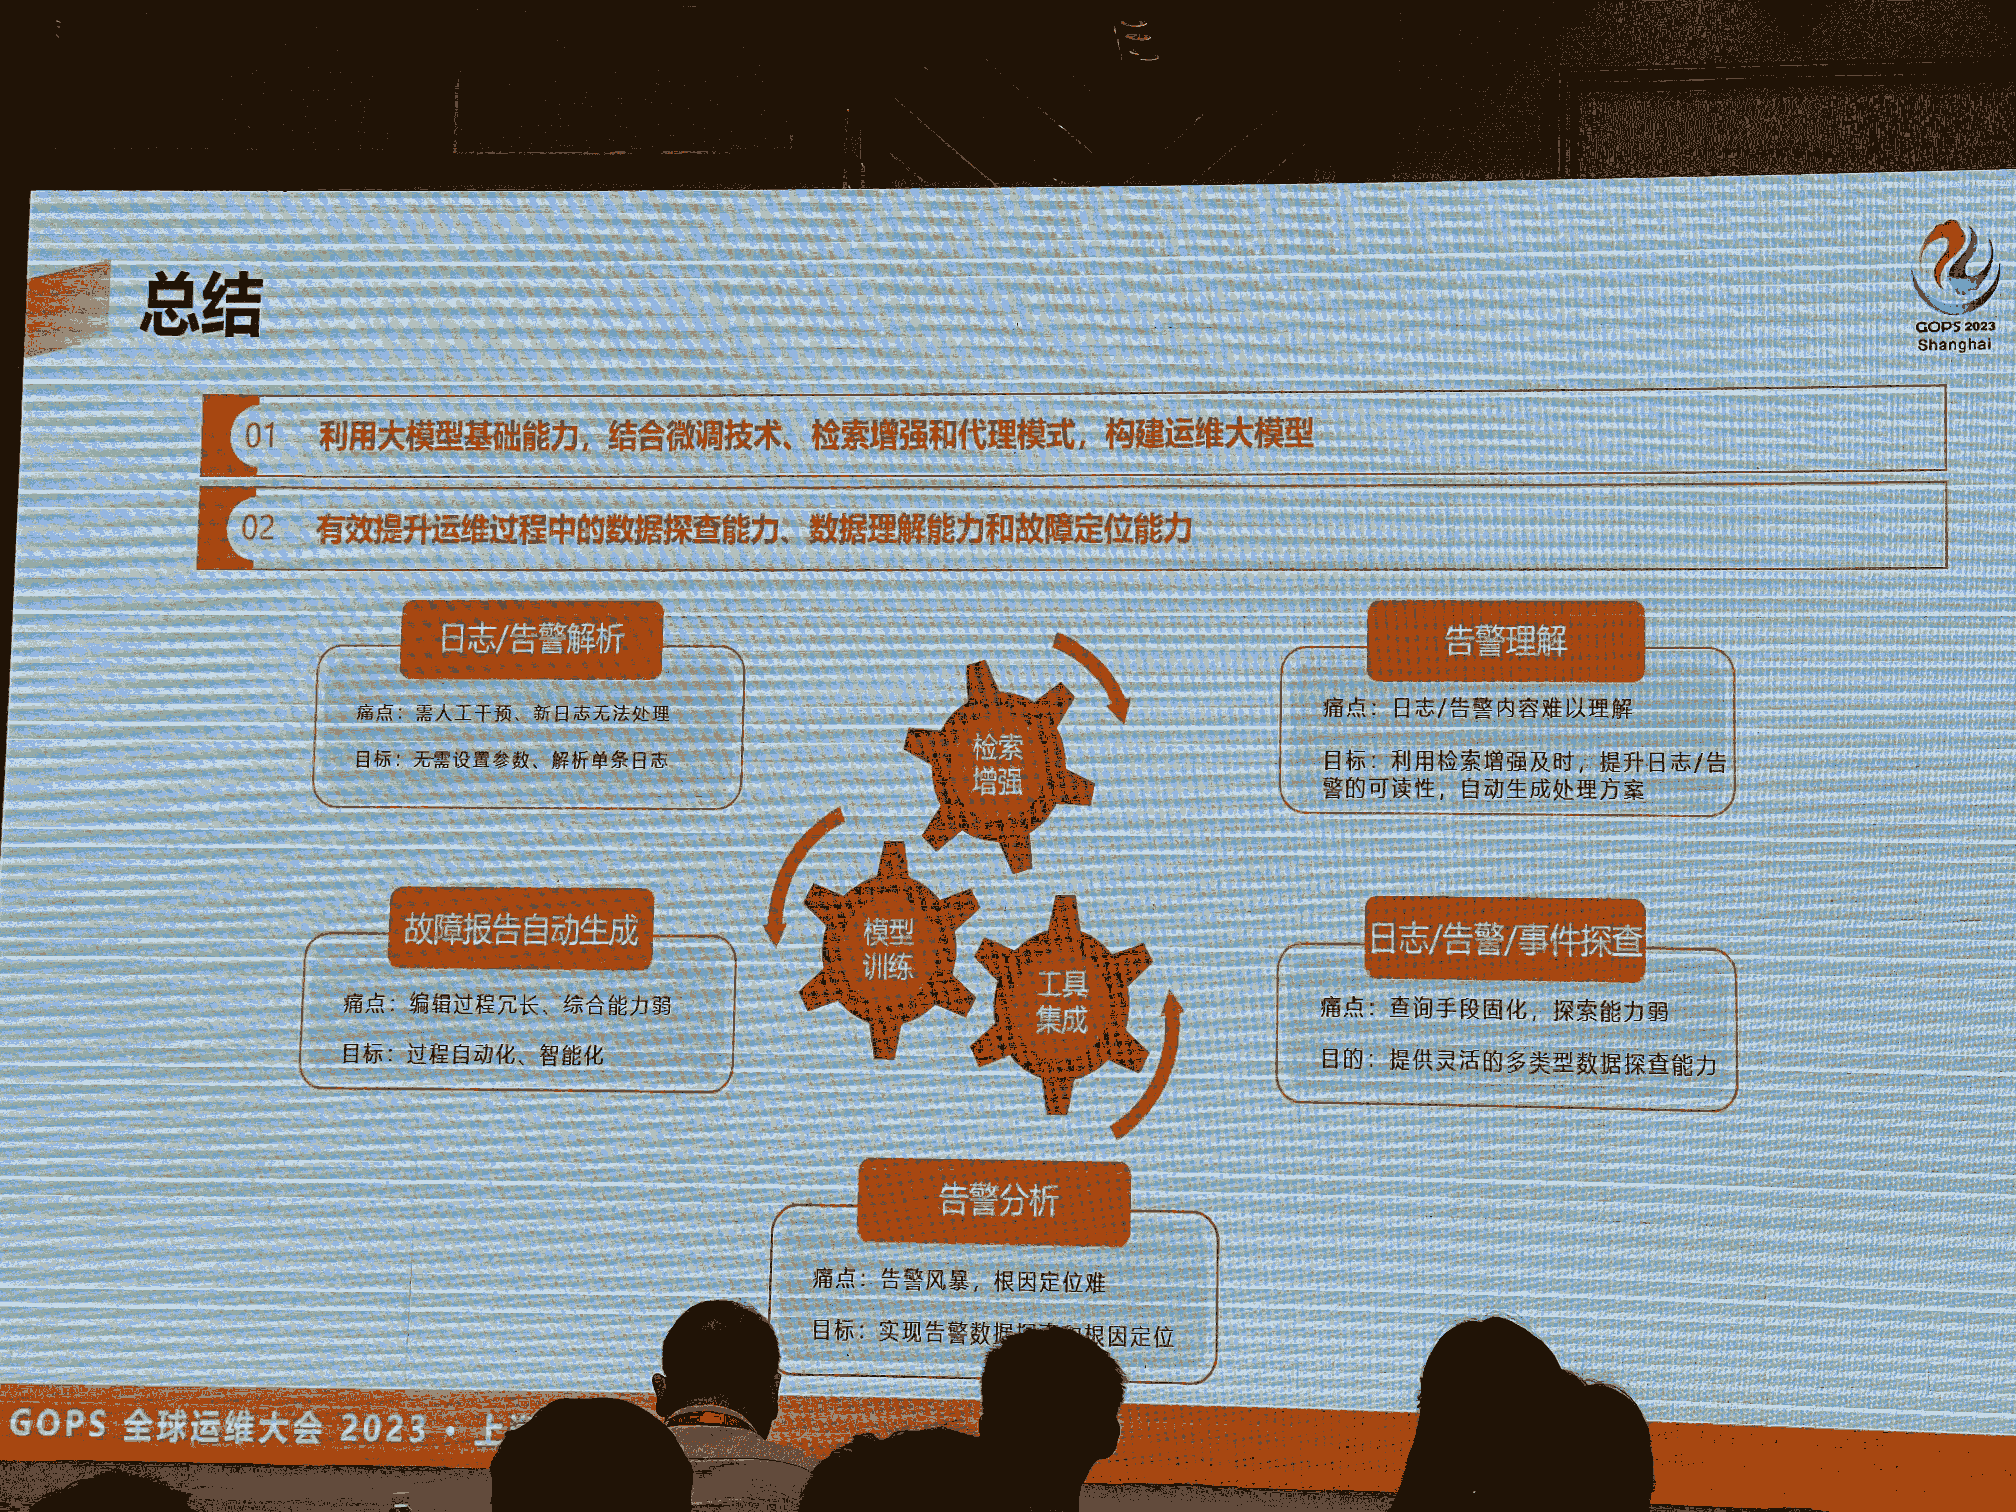 总结
GOPS 2023
Shanghai
01 利用大模型基础能力，结合微调技术、检索增强和代理模式，构建运维大模型
02 有效提升运维过程中的数据探查能力、数据理解能力和故障定位能力
日志/告警解析
痛点：需人工干预、新日志无法处理
目标：无需设置参数、解析单条日志
告警理解
痛点：日志/告警内容难以理解
目标：利用检索增强及时，提升日志/告
警的可读性，自动生成处理方案
检索
增强
模型
训练
工具
集成
故障报告自动生成
痛点：编辑过程冗长、综合能力弱
目标：过程自动化、智能化
日志/告警/事件探查
痛点：查询手段固化，探索能力弱
目的：提供灵活的多类型数据探查能力
告警分析
痛点：告警风暴，根因定位难
目标：实现告警数据 根因定位
GOPS 全球运维大会 2023 · 上